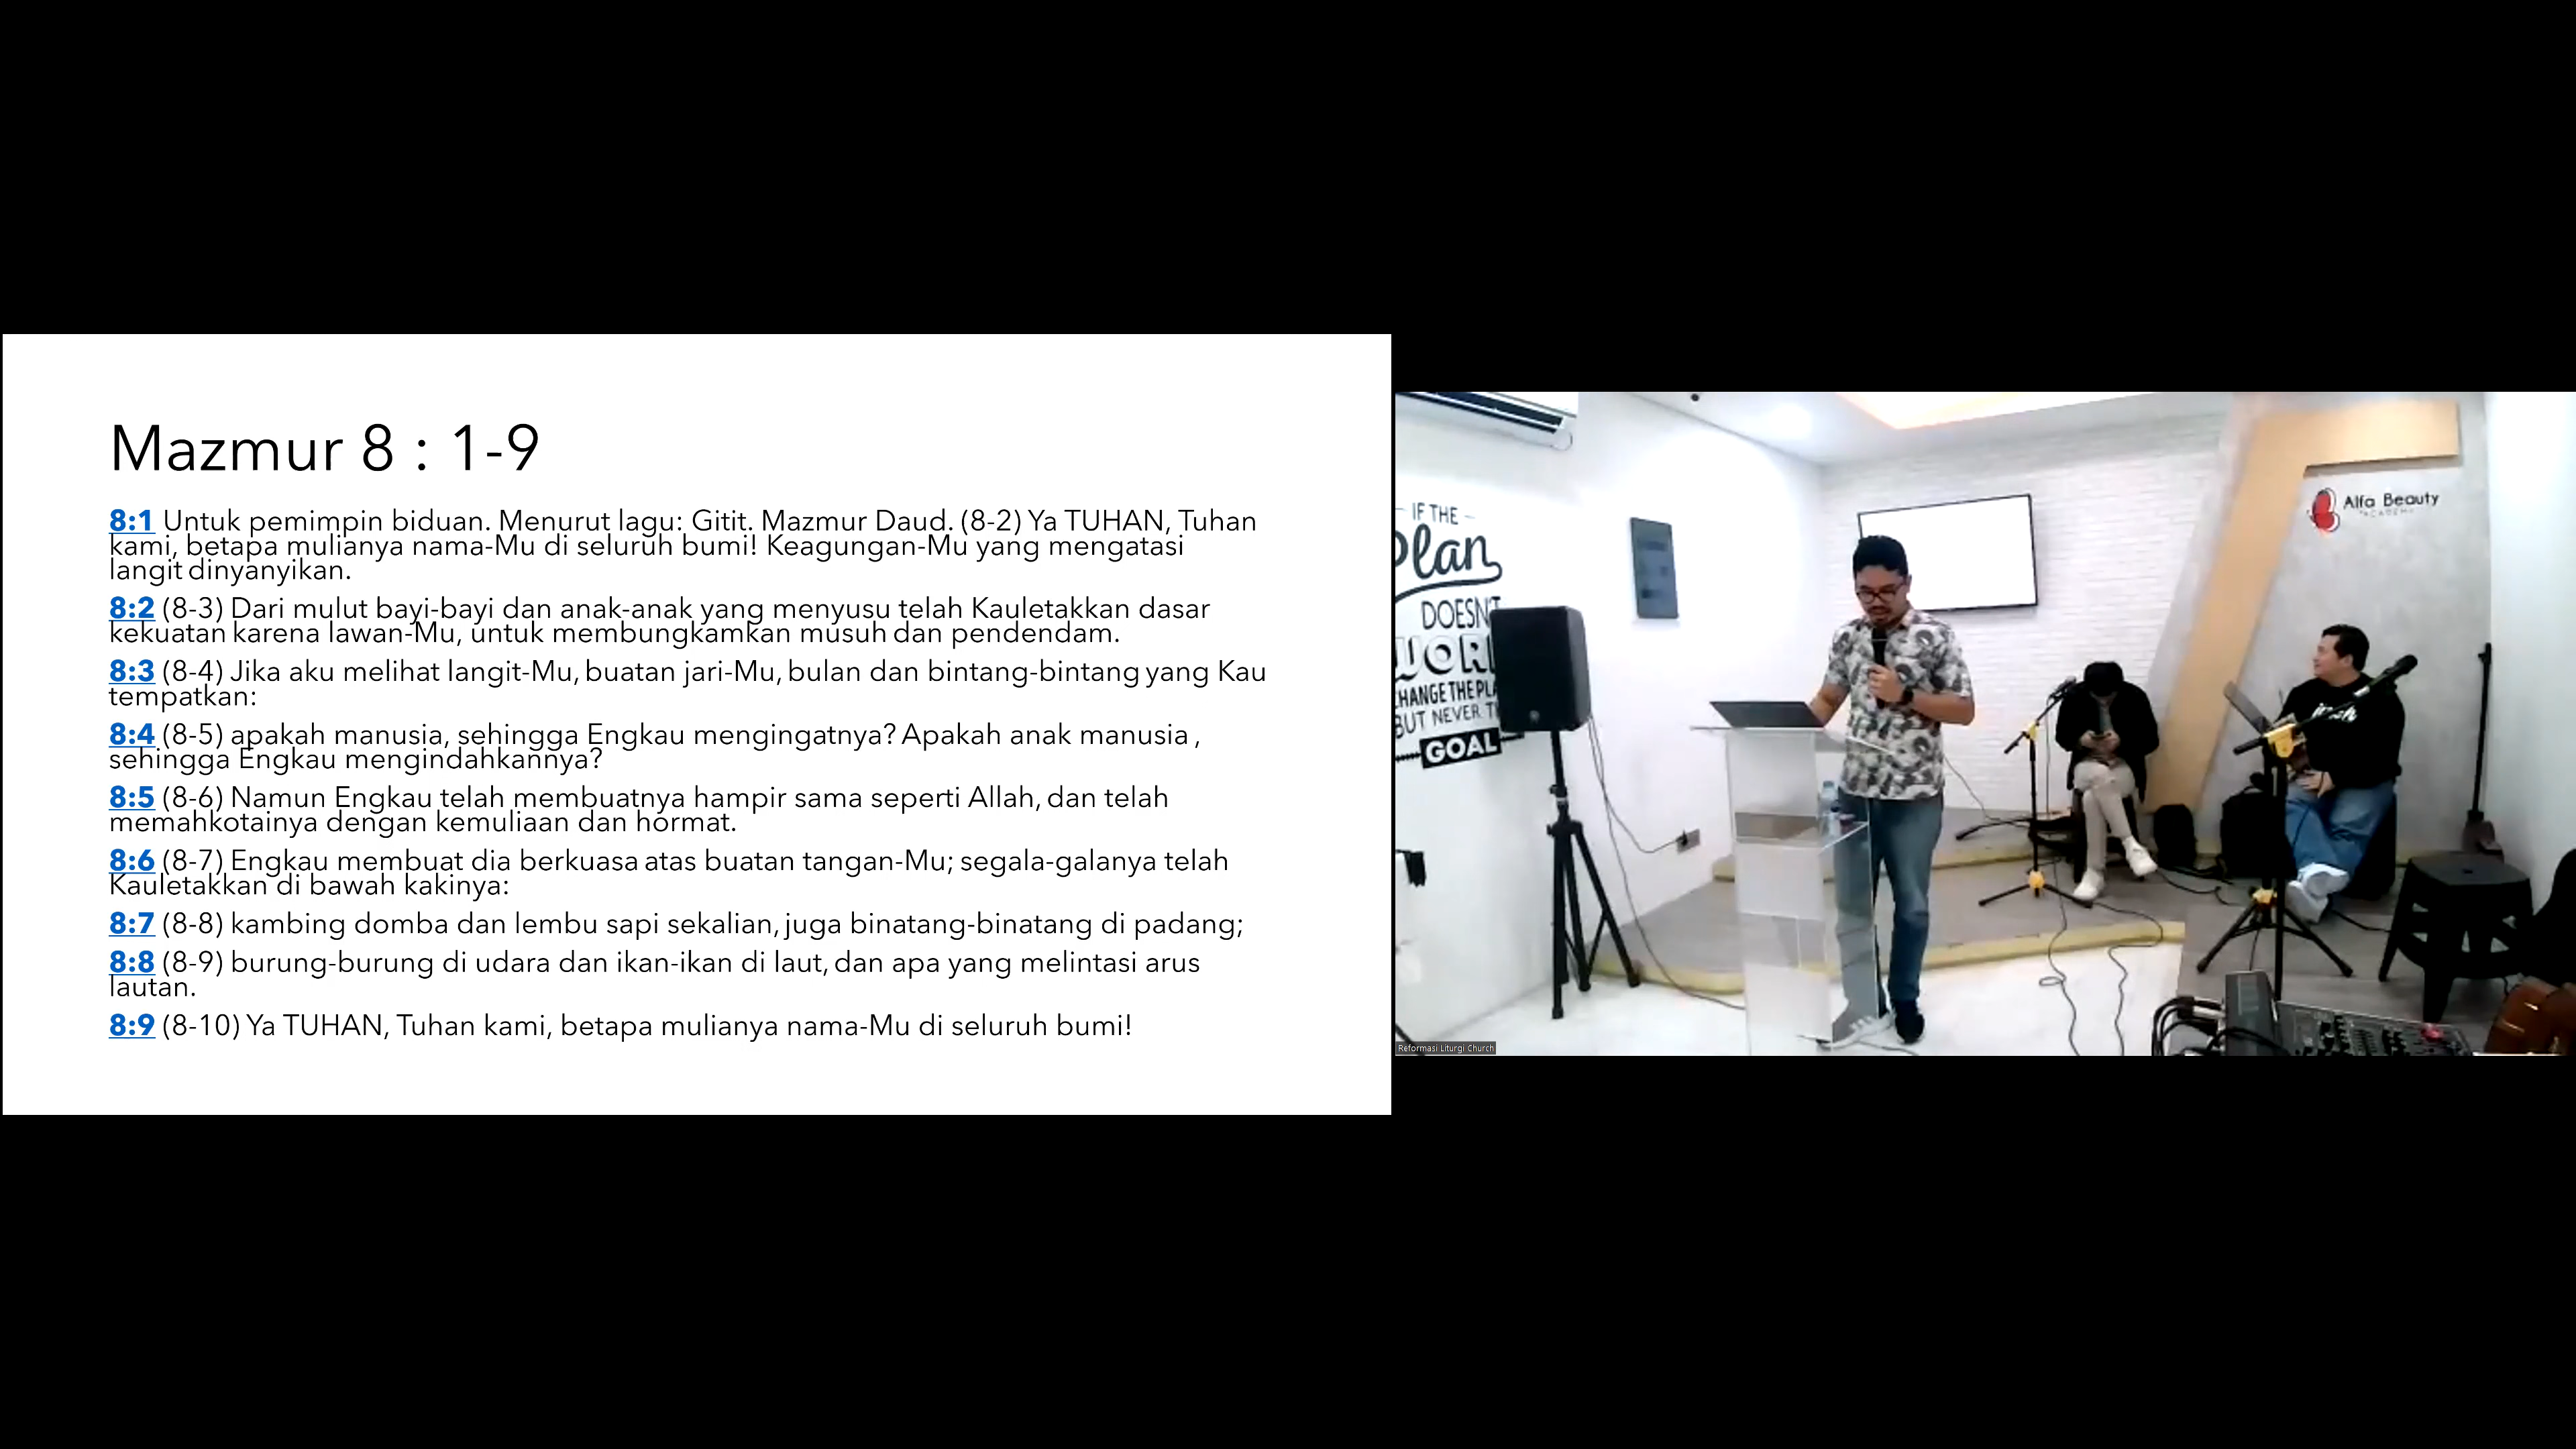 Mazmur 8 : 1-9
8:1 Untuk pemimpin biduan. Menurut lagu: Gitit. Mazmur Daud. (8-2) Ya TUHAN, Tuhan
kami, betapa mulianya nama-Mu di seluruh bumi! Keagungan-Mu yang mengatasi
langit dinyanyikan.
8:2 (8-3) Dari mulut bayi-bayi dan anak-anak yang menyusu telah Kauletakkan dasar
kekuatan karena lawan-Mu, untuk membungkamkan musuh dan pendendam.
8:3 (8-4) Jika aku melihat langit-Mu, buatan jari-Mu, bulan dan bintang-bintang yang Kau
tempatkan:
8:4 (8-5) apakah manusia, sehingga Engkau mengingatnya? Apakah anak manusia ,
sehingga Engkau mengindahkannya?
8:5 (8-6) Namun Engkau telah membuatnya hampir sama seperti Allah, dan telah
memahkotainya dengan kemuliaan dan hormat.
8:6 (8-7) Engkau membuat dia berkuasa atas buatan tangan-Mu; segala-galanya telah
Kauletakkan di bawah kakinya:
8:7 (8-8) kambing domba dan lembu sapi sekalian, juga binatang-binatang di padang;
8:8 (8-9) burung-burung di udara dan ikan-ikan di laut, dan apa yang melintasi arus
lautan.
8:9 (8-10) Ya TUHAN, Tuhan kami, betapa mulianya nama-Mu di seluruh bumi!
IF THE
Plan
DOESN'T
WOR
CHANGE THE PLA
BUT NEVER T
GOAL
Alfa Beauty
ACADEMY
Reformasi Liturgi Church